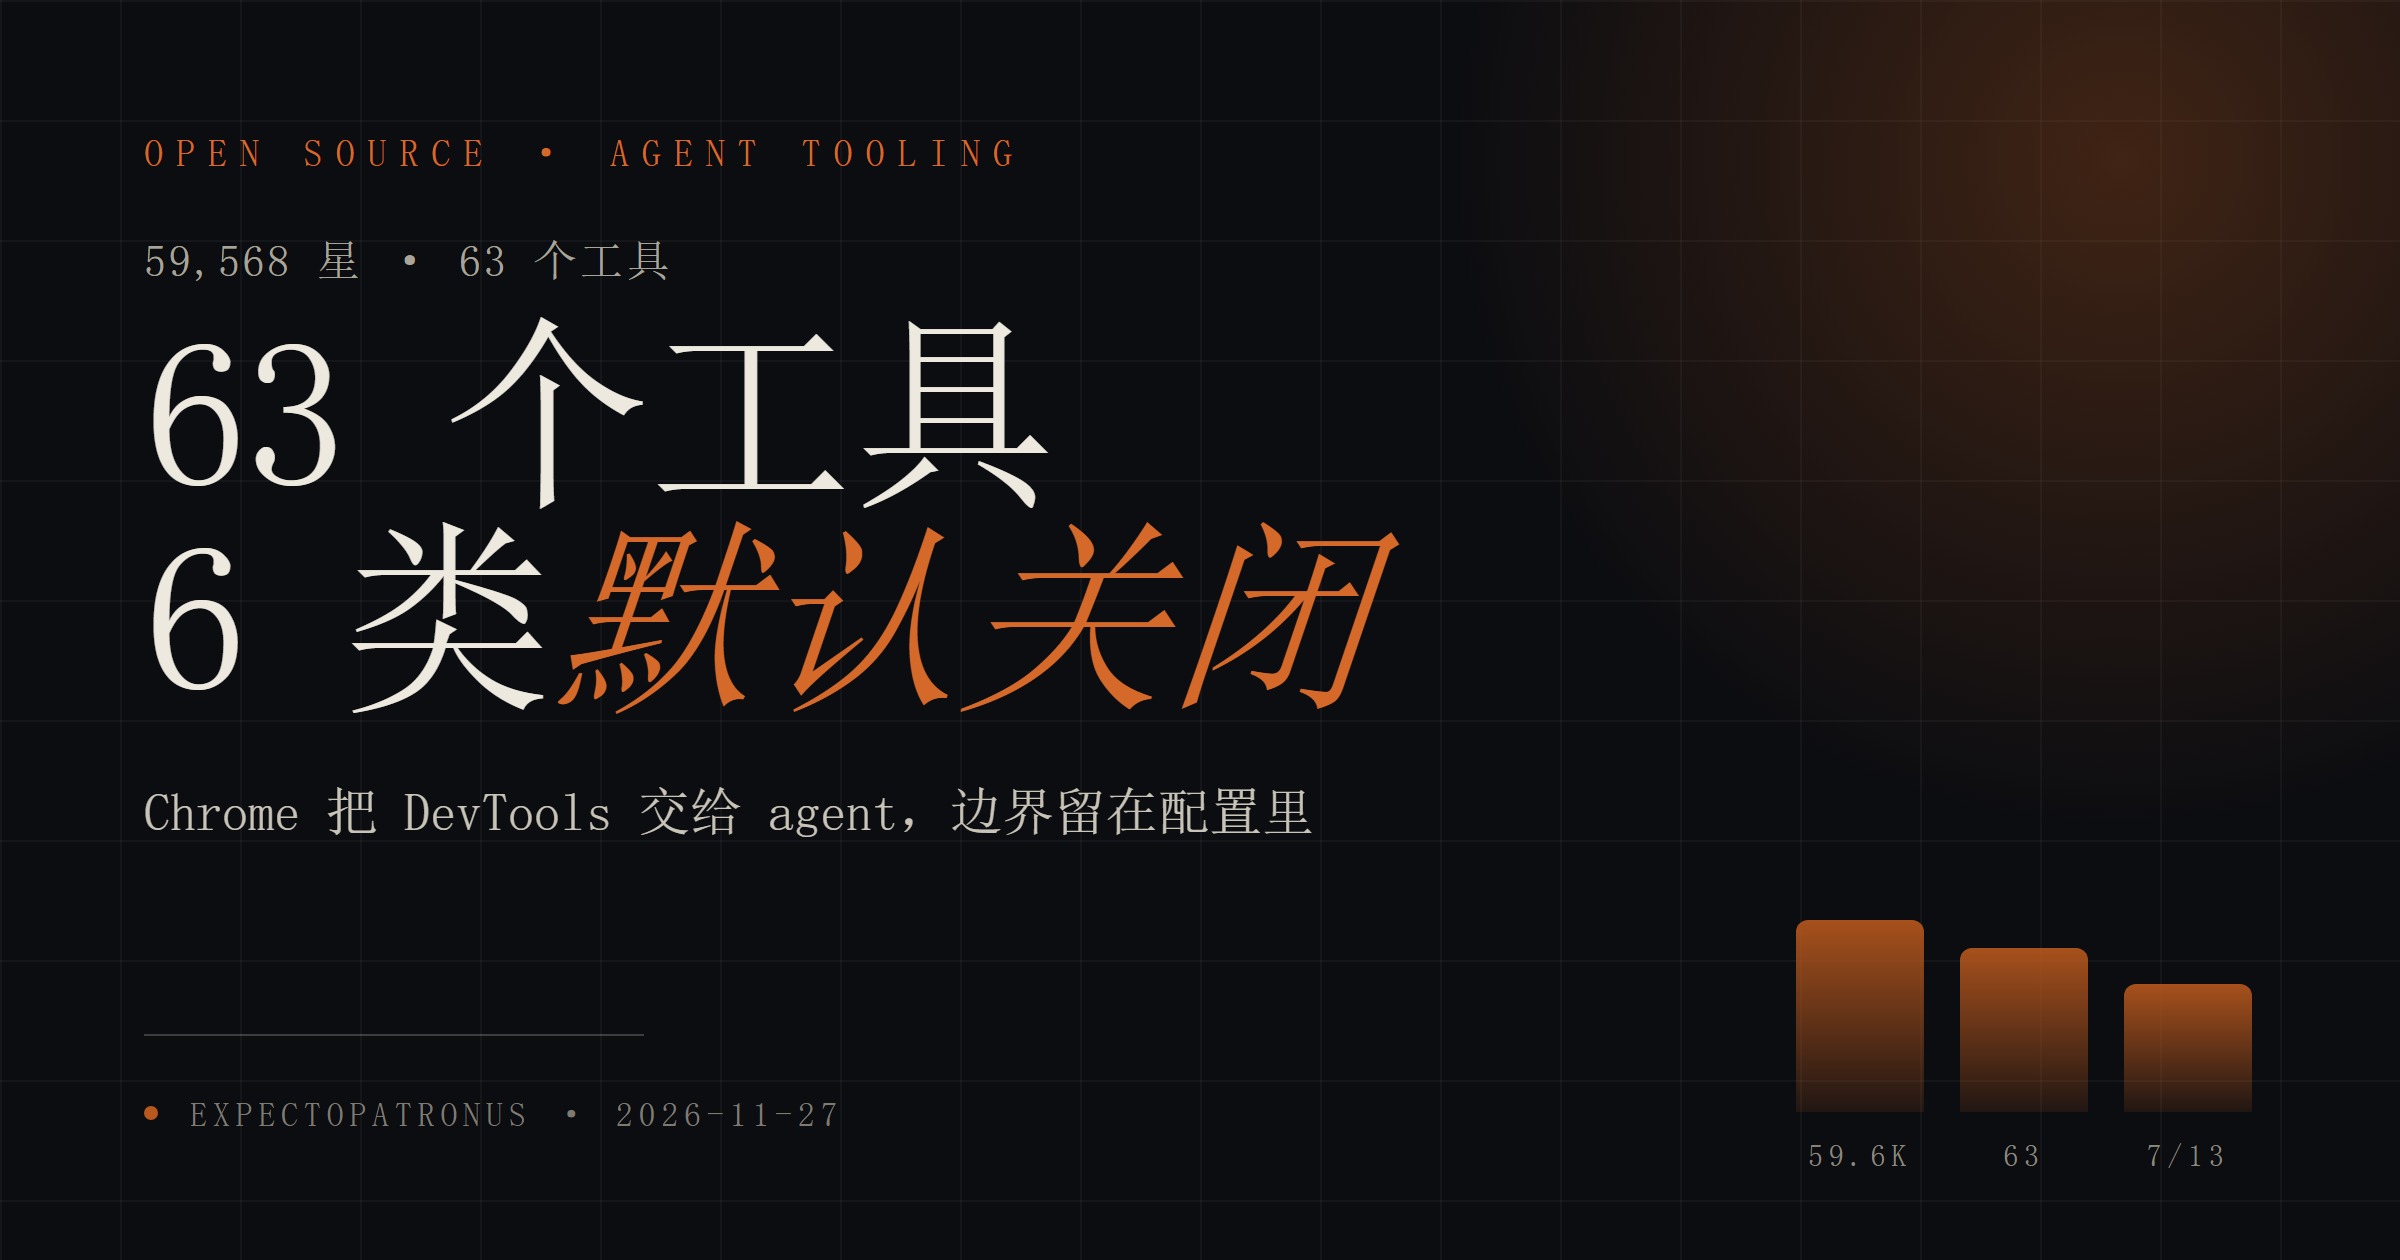 OPEN SOURCE • AGENT TOOLING
59,568 星 • 63 个工具
63 个工具
6 类默认关闭
Chrome 把 DevTools 交给 agent，边界留在配置里
EXPECTOPATRONUS • 2026-11-27
59.6K 63 7/13